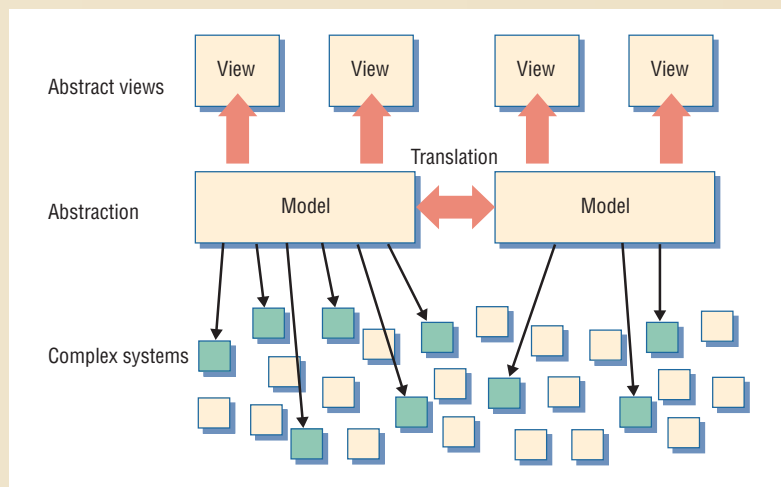 View
View
View
View
Abstract views
Translation
Abstraction
Model
Model
Complex systems